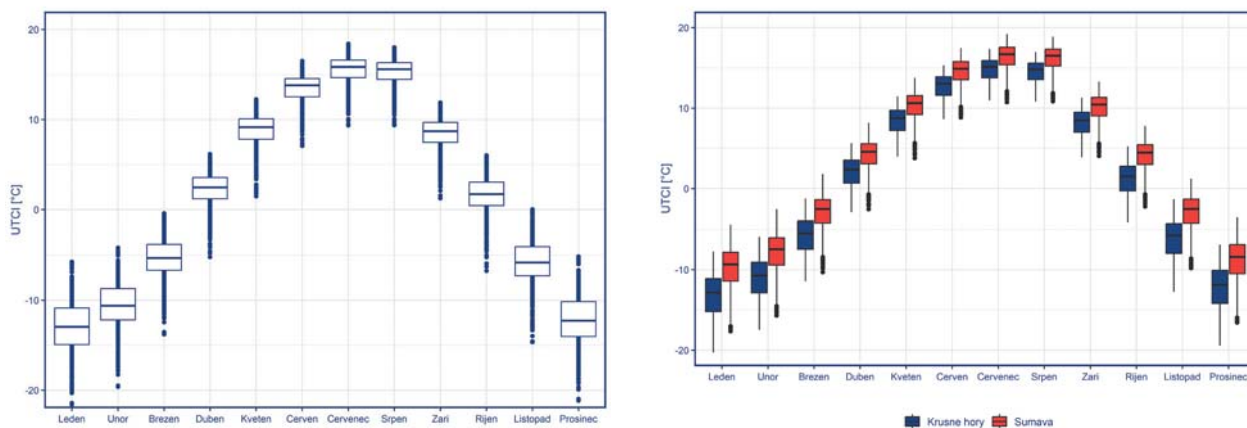 20
10
0
-10
-20
UTCI [°C]
Leden Unor Brezen Duben Kveten Cerven Cervenec Srpen Zari Rijen Listopad Prosinec
20
10
0
-10
-20
UTCI [°C]
Leden Unor Brezen Duben Kveten Cerven Cervenec Srpen Zari Rijen Listopad Prosinec
Krusne hory Sumava